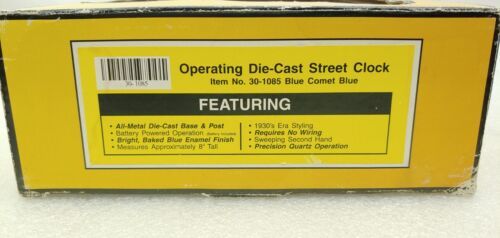 30-1085
Operating Die-Cast Street Clock
Item No. 30-1085 Blue Comet Blue
FEATURING
• All-Metal Die-Cast Base & Post
• Battery Powered Operation (Battery Included)
• Bright, Baked Blue Enamel Finish
• Measures Approximately 8" Tall
• 1930's Era Styling
• Requires No Wiring
• Sweeping Second Hand
• Precision Quartz Operation